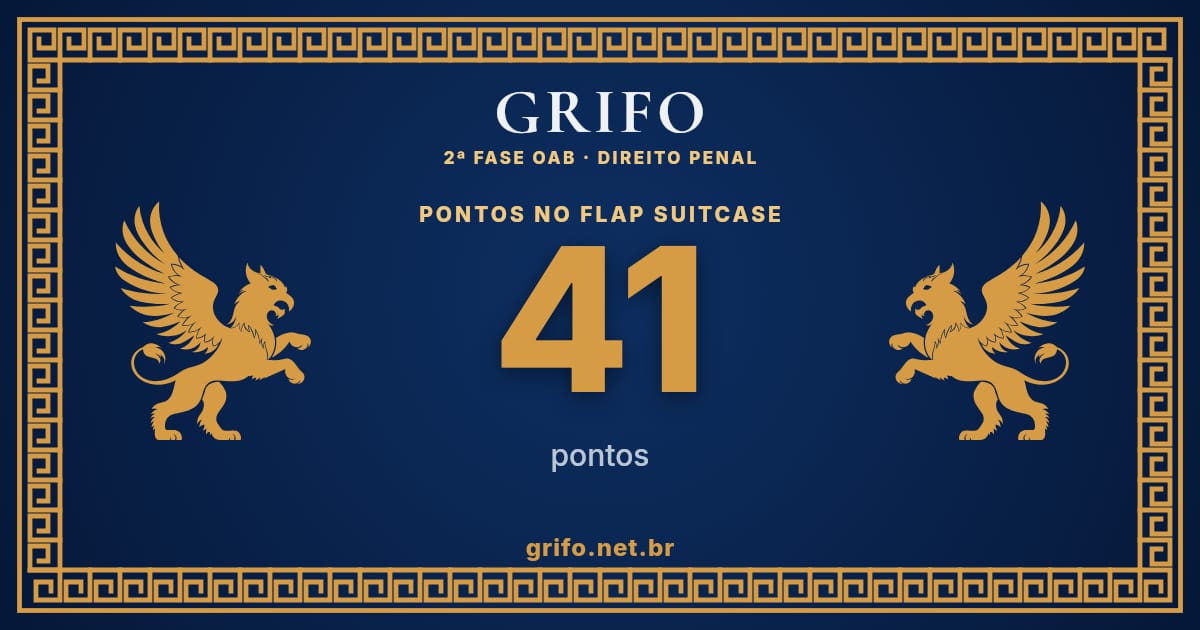 GRIFO
2ª FASE OAB · DIREITO PENAL
PONTOS NO FLAP SUITCASE
41
pontos
grifo.net.br